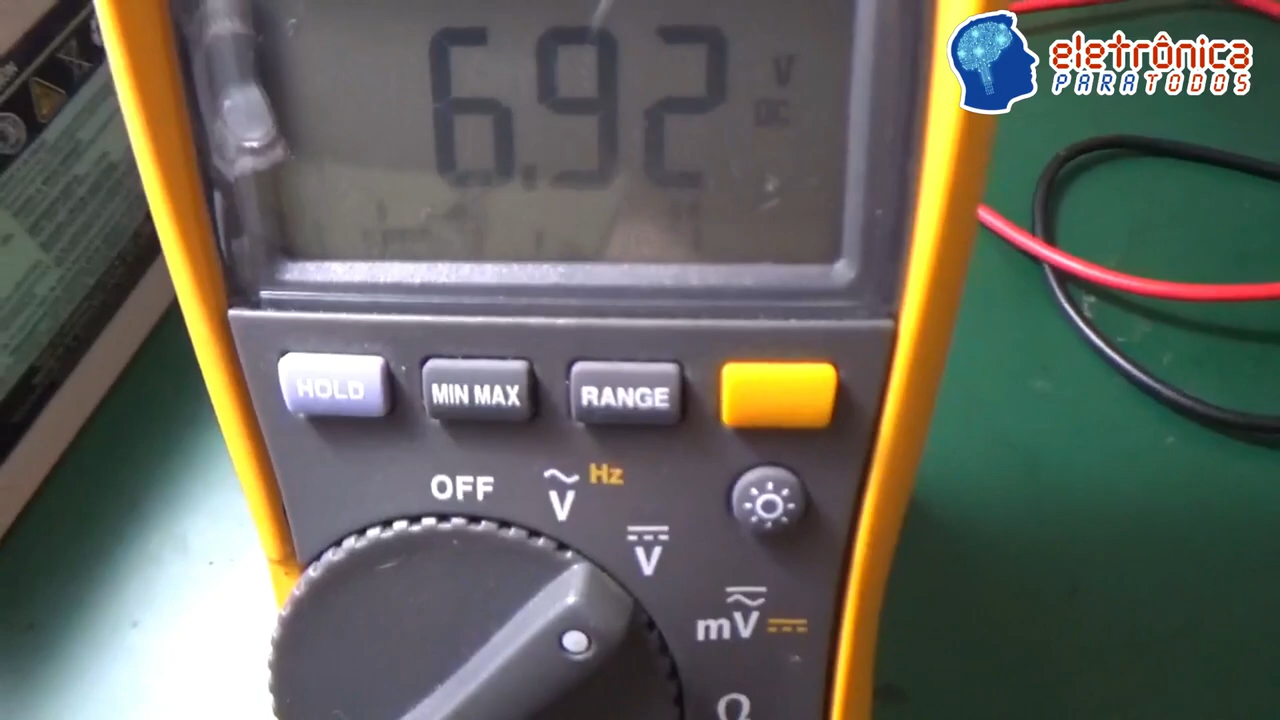 6.92
V
DC
eletrônica
PARATODOS
HOLD
MIN MAX
RANGE
OFF
V
Hz
V
mV
Ω